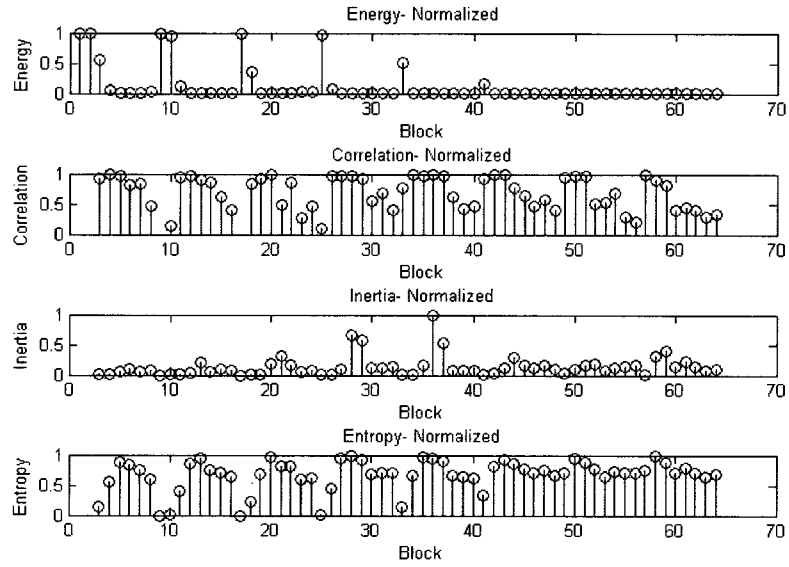 Energy- Normalized
Energy
1
0.5
0
0 10 20 30 40 50 60 70
Block
Correlation- Normalized
Correlation
1
0.5
0
0 10 20 30 40 50 60 70
Block
Inertia- Normalized
Inertia
1
0.5
0
0 10 20 30 40 50 60 70
Block
Entropy- Normalized
Entropy
1
0.5
0
0 10 20 30 40 50 60 70
Block